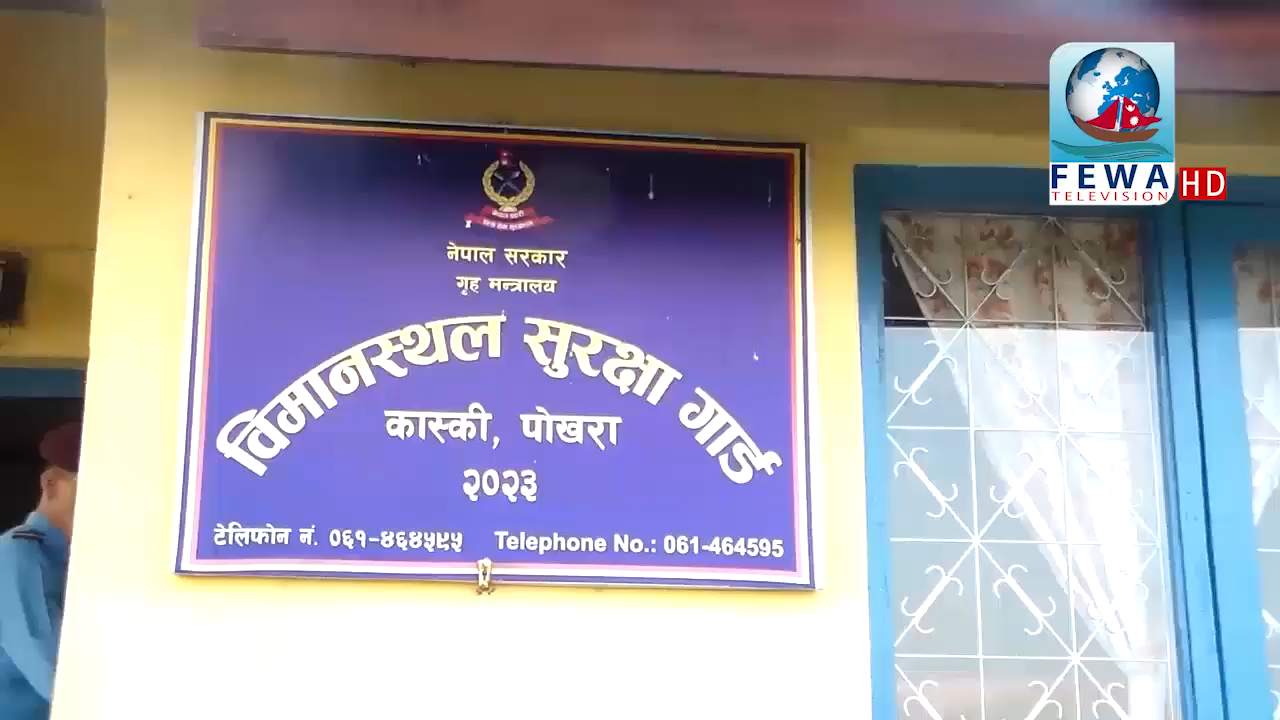 FEWA
TELEVISION
HD
नेपाल सरकार
गृह मन्त्रालय
विमानस्थल सुरक्षा गार्ड
कास्की, पोखरा
२०२३
टेलिफोन नं. ०६१-४६४५९५
Telephone No.: 061-464595